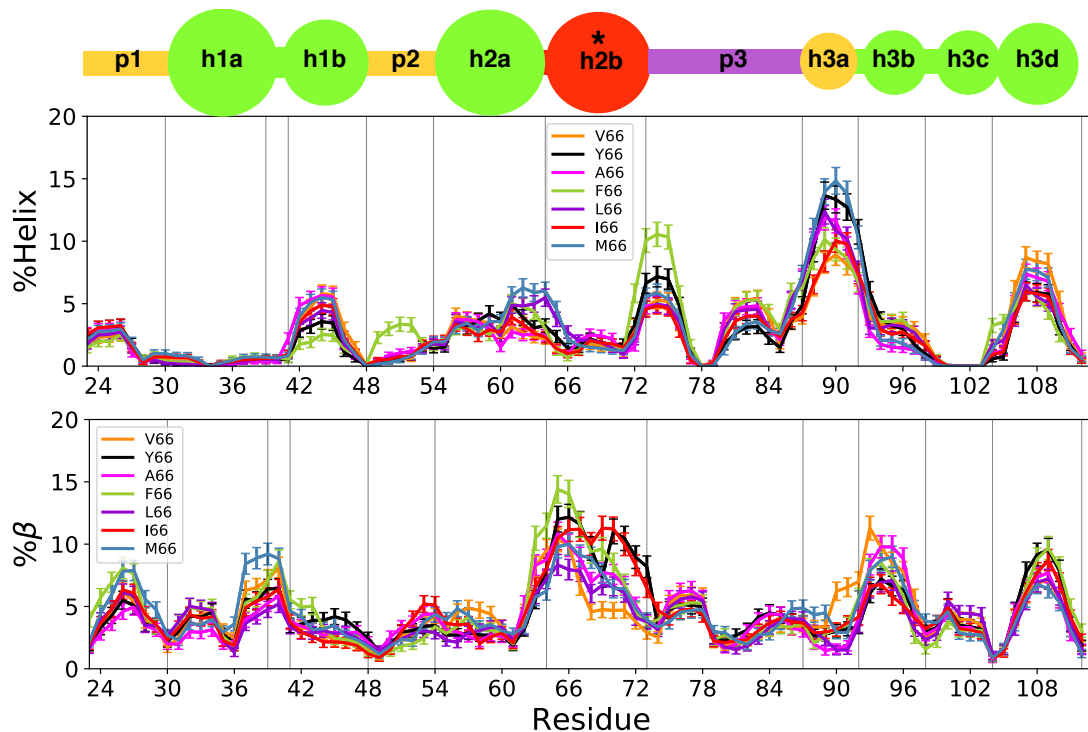 *
p1 h1a h1b p2 h2a h2b p3 h3a h3b h3c h3d
20
15
10
5
0
%Helix
V66
Y66
A66
F66
L66
I66
M66
24 30 36 42 48 54 60 66 72 78 84 90 96 102 108
20
15
10
5
0
%β
V66
Y66
A66
F66
L66
I66
M66
24 30 36 42 48 54 60 66 72 78 84 90 96 102 108
Residue